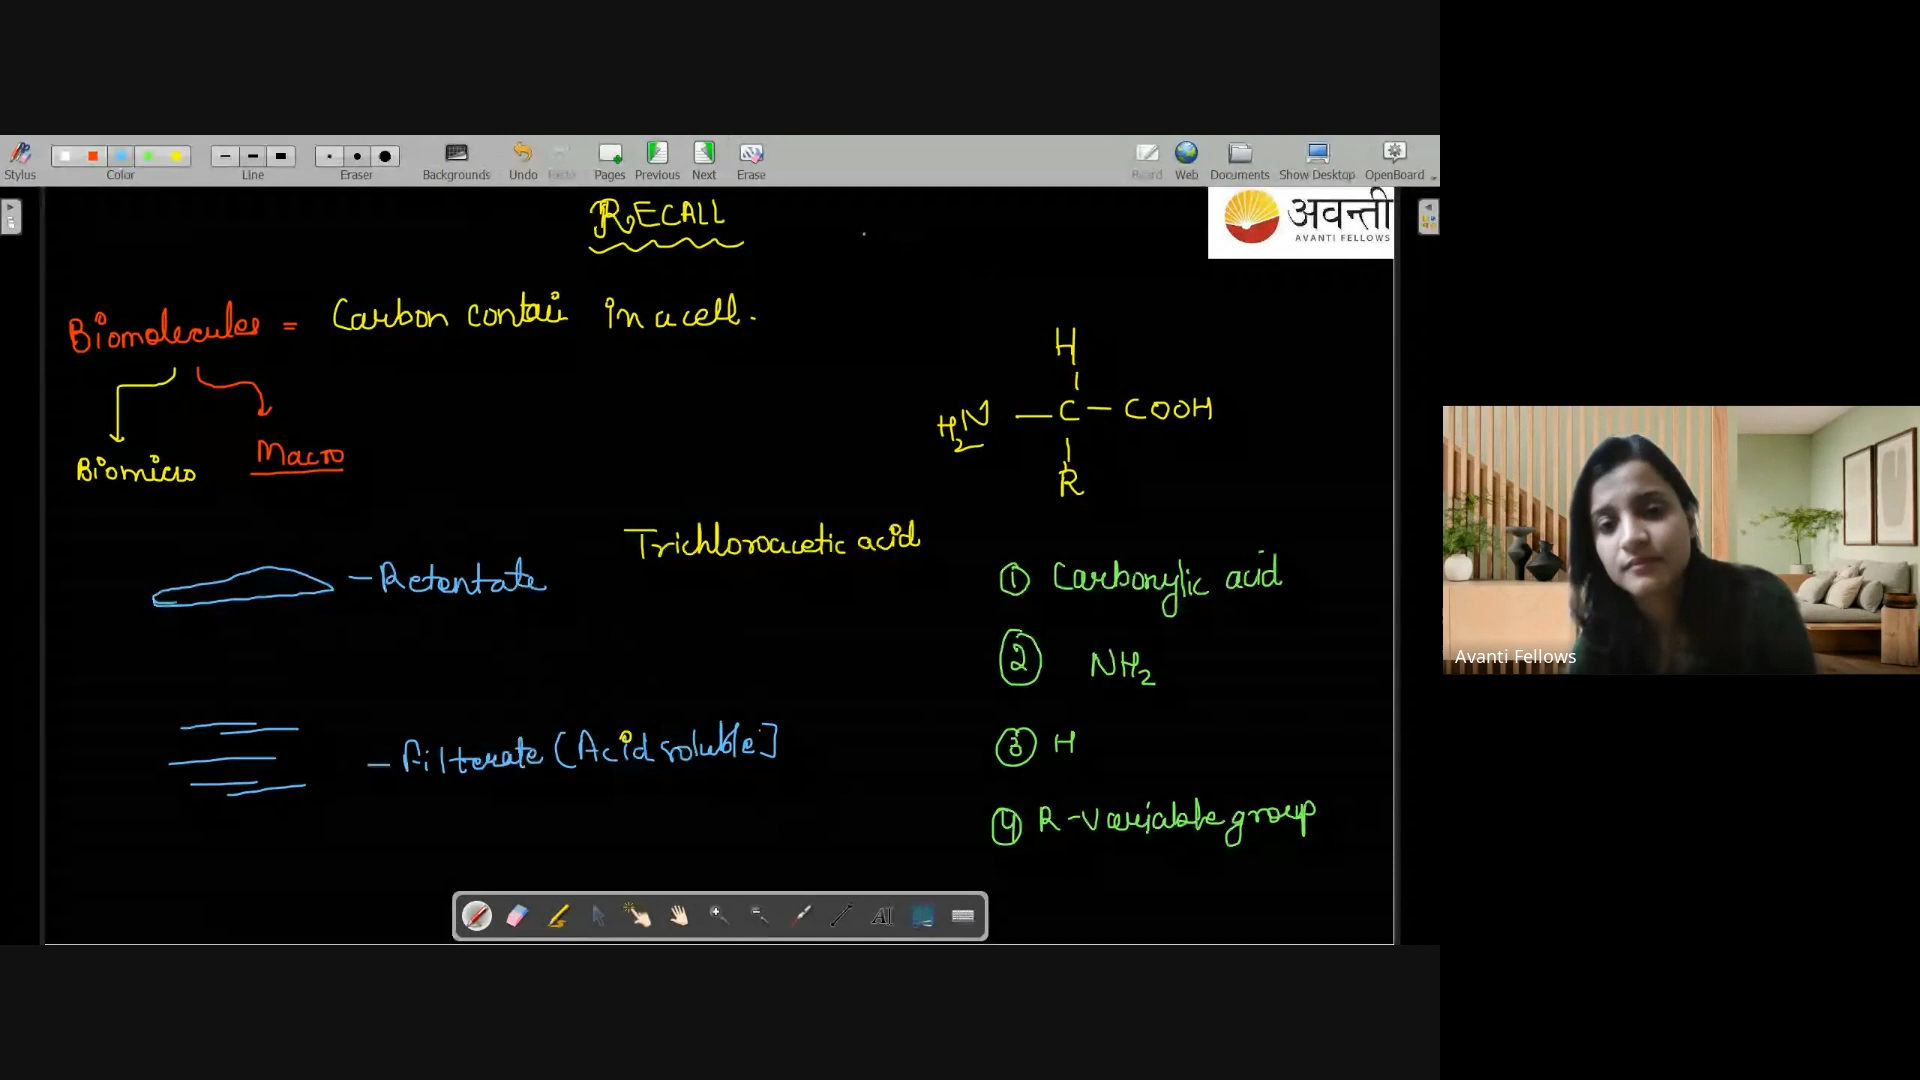 Stylus
Color
Line
Eraser
Backgrounds
Undo
Pages
Previous
Next
Erase
Board
Web
Documents
Show Desktop
OpenBoard
RECALL
अवन्ती
AVANTI FELLOWS
Biomolecules = Carbon contai in a cell.
Biomicro
Macro
H
H2N — C — COOH
R
Trichloroacetic acid
— Retentate
① Carbonylic acid
② NH2
— Filterate (Acid soluble]
③ H
④ R - Variable group
Avanti Fellows